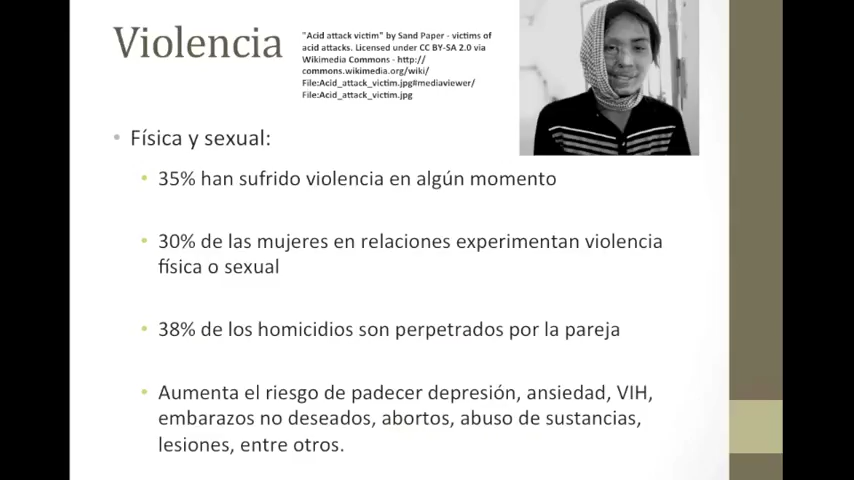 Violencia
"Acid attack victim" by Sand Paper - victims of
acid attacks. Licensed under CC BY-SA 2.0 via
Wikimedia Commons - http://
commons.wikimedia.org/wiki/
File:Acid_attack_victim.jpg#mediaviewer/
File:Acid_attack_victim.jpg
• Física y sexual:
• 35% han sufrido violencia en algún momento
• 30% de las mujeres en relaciones experimentan violencia
física o sexual
• 38% de los homicidios son perpetrados por la pareja
• Aumenta el riesgo de padecer depresión, ansiedad, VIH,
embarazos no deseados, abortos, abuso de sustancias,
lesiones, entre otros.